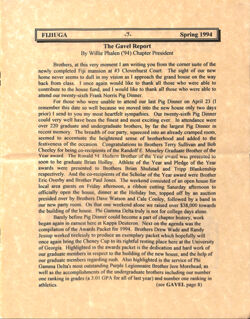 FIJIUGA -7- Spring 1994
The Gavel Report
By Willie Phalen ('94) Chapter President
Brothers, at this very moment I am writing you from the corner suite of the
newly completed Fiji mansion at #3 Cloverhurst Court. The sight of our new
home never seems to dull in my vision as I approach the grand house on the way
back from class. I once again would like to thank all those who were able to
contribute to the house fund, and I would like to thank all those who were able to
attend our twenty-sixth Frank Norris Pig Dinner.
For those who were unable to attend our last Pig Dinner on April 23 (I
remember this date so well because we moved into the new house only two days
prior) I send to you my most heartfelt sympathies. Our twenty-sixth Pig Dinner
could very well have been the finest and most exciting ever. In attendance were
over 220 graduate and undergraduate brothers, by far the largest Pig Dinner in
recent memory. The breadth of our party, squeezed into an already cramped room,
seemed to accentuate the heightened sense of brotherhood and added to the
festiveness of the occasion. Congratulations to Brothers Terry Sullivan and Bob
Cheeley for being co-recipients of the Randall E. Moseley Graduate Brother of the
Year award. The Ronald M. Huders Brother of the Year award was presented to
soon to be graduate Brian Holley. Athlete of the Year and Pledge of the Year
awards were presented to Brothers Shane Shishdad and Tripp Blankenship
respectively. And the co-recipients of the Scholar of the Year award were Brother
Eric Ousby and Brother Paul Jones. The weekend consisted of an open house for
local area grads on Friday afternoon, a ribbon cutting Saturday afternoon to
officially open the house, dinner at the Holiday Inn, topped off by an auction
presided over by Brothers Dave Watson and Cale Conley, followed by a band in
our new party room. On that one weekend alone we raised over $38,000 towards
the building of the house. Phi Gamma Delta truly is not for college days alone.
Barely before Pig Dinner could become a part of chapter history, work
began again in earnest here at Kappa Deuteron. Next on the agenda was the
compilation of the Awards Packet for 1994. Brothers Drew Wade and Randy
Jessup worked tirelessly to produce an exemplary packet which hopefully will
once again bring the Cheney Cup to its rightful resting place here at the University
of Georgia. Highlighted in the awards packet is the dedication and hard work of
our graduate members in respect to the building of the new house, and the help of
our graduate members regarding rush. Also highlighted is the service of Phi
Gamma Delta's most outstanding Purple Legionnaire Brother Joe Morehead, as
well as the accomplishments of the undergraduate brothers including our number
one ranking in grades (a 3.01 GPA for all of last year) and number one ranking in
athletics. (see GAVEL page 8)